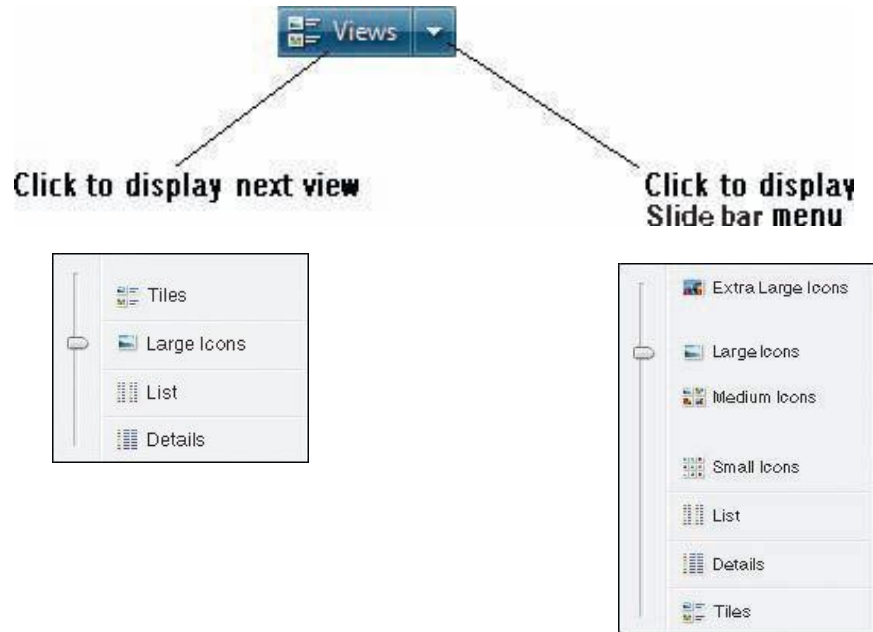 Views
Click to display next view
Click to display
Slide bar menu
Tiles
Large Icons
List
Details
Extra Large Icons
Large Icons
Medium Icons
Small Icons
List
Details
Tiles